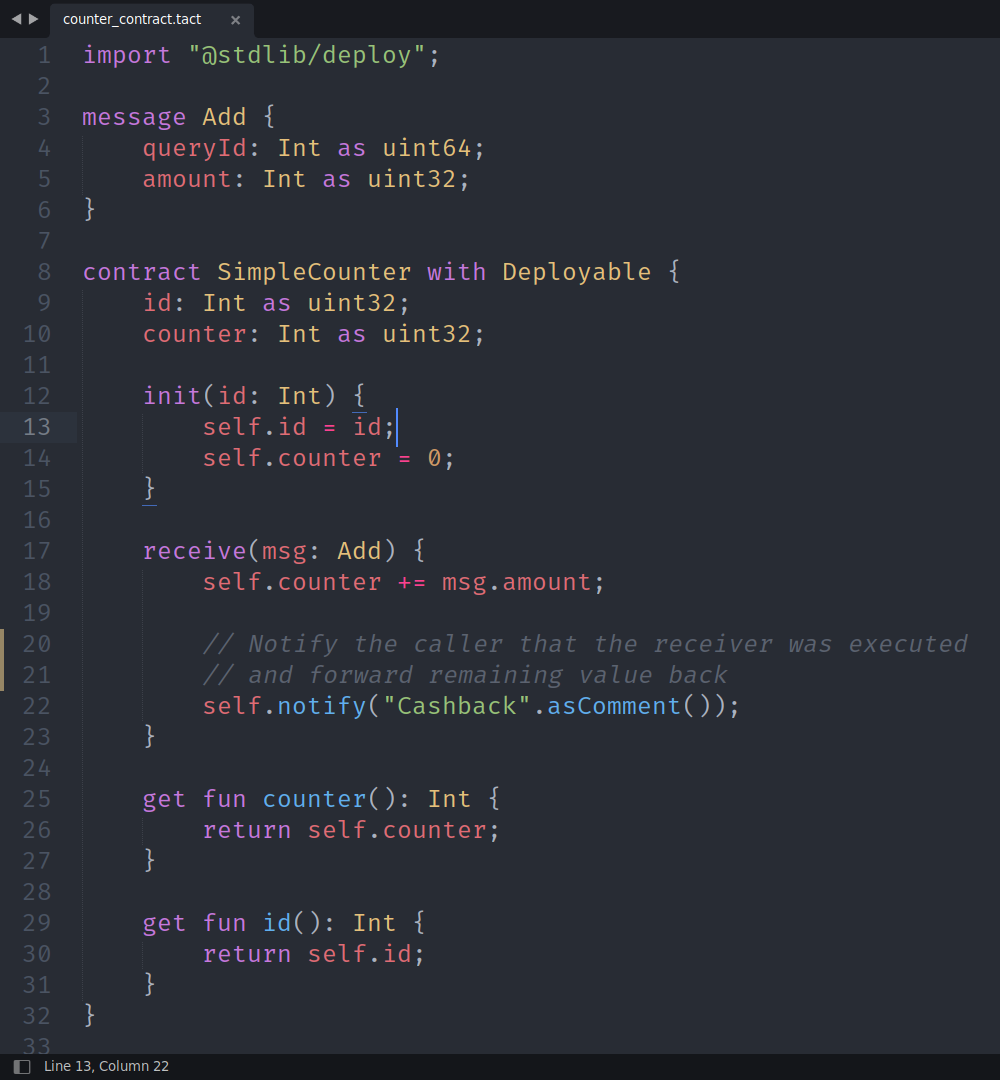 counter_contract.tact
1 import "@stdlib/deploy";
2
3 message Add {
4     queryId: Int as uint64;
5     amount: Int as uint32;
6 }
7
8 contract SimpleCounter with Deployable {
9     id: Int as uint32;
10     counter: Int as uint32;
11
12     init(id: Int) {
13         self.id = id;
14         self.counter = 0;
15     }
16
17     receive(msg: Add) {
18         self.counter += msg.amount;
19
20         // Notify the caller that the receiver was executed
21         // and forward remaining value back
22         self.notify("Cashback".asComment());
23     }
24
25     get fun counter(): Int {
26         return self.counter;
27     }
28
29     get fun id(): Int {
30         return self.id;
31     }
32 }
33
Line 13, Column 22